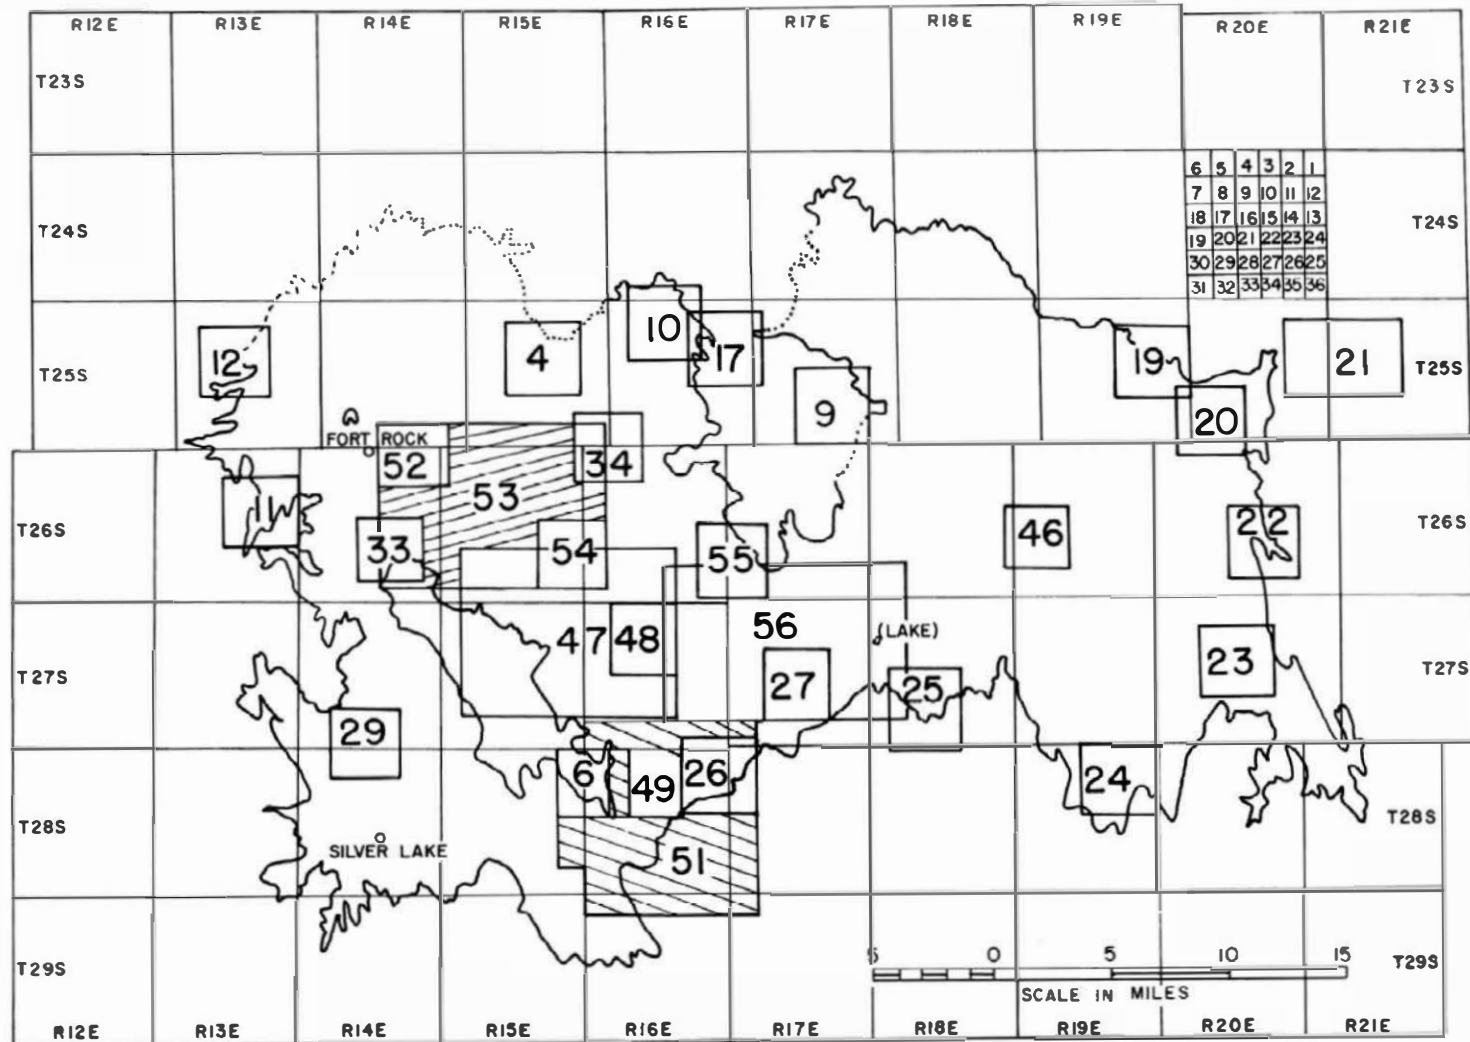 R12E R13E R14E R15E R16E R17E R18E R19E R20E R21E
T23S T23S
6 5 4 3 2 1
7 8 9 10 11 12
18 17 16 15 14 13
T24S T24S
19 20 21 22 23 24
30 29 28 27 26 25
31 32 33 34 35 36
10
12 4 17 19 21
T25S T25S
9 20
FORT ROCK
52 34
53
11 22
T26S 33 54 55 46 T26S
47 48 56 (LAKE)
23
T27S 27 25 T27S
29
6 49 26 24
T28S T28S
SILVER LAKE 51
5 0 5 10 15
T29S T29S
SCALE IN MILES
R12E R13E R14E R15E R16E R17E R18E R19E R20E R21E